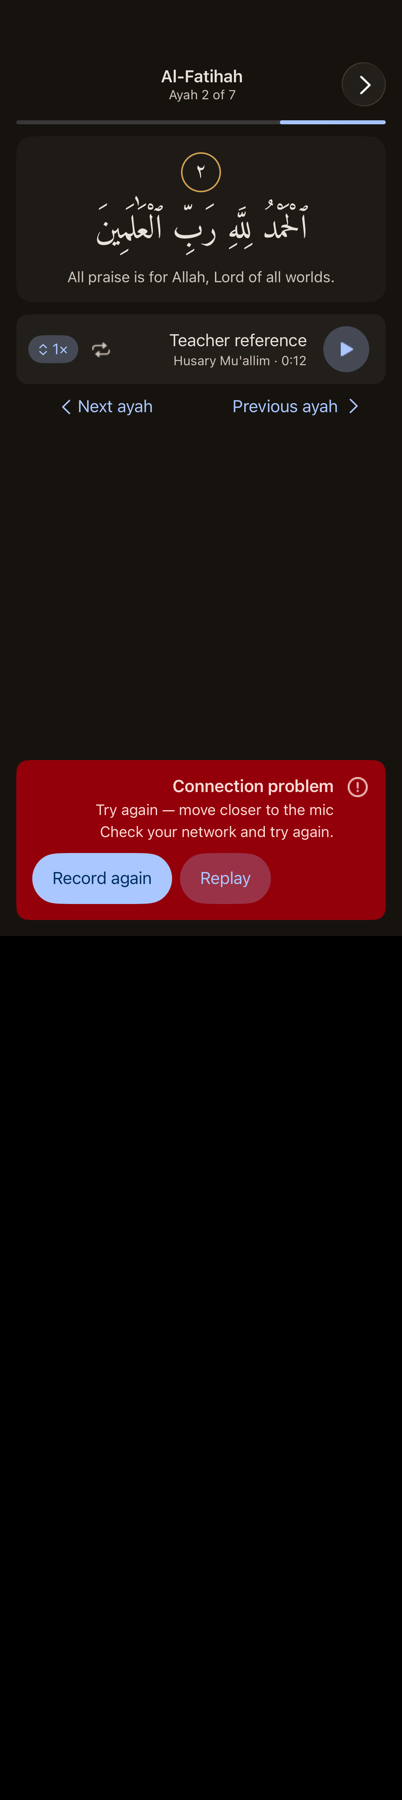 Al-Fatihah
Ayah 2 of 7
٢
ٱلْحَمْدُ لِلَّهِ رَبِّ ٱلْعَٰلَمِينَ
All praise is for Allah, Lord of all worlds.
Teacher reference
1×
Husary Mu'allim · 0:12
Next ayah
Previous ayah
Connection problem
Try again — move closer to the mic
Check your network and try again.
Record again
Replay